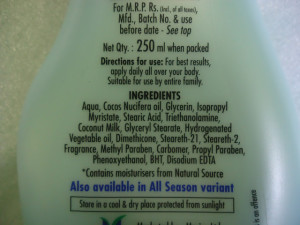 For M.R.P. Rs. (incl. of all taxes),
Mfd., Batch No. & use
before date - See top
Net Qty. : 250 ml when packed
Directions for use: For best results,
apply daily all over your body.
Suitable for use by entire family.
INGREDIENTS
Aqua, Cocos Nucifera oil, Glycerin, Isopropyl
Myristate, Stearic Acid, Triethanolamine,
Coconut Milk, Glyceryl Stearate, Hydrogenated
Vegetable oil, Dimethicone, Steareth-21, Steareth-2,
Fragrance, Methyl Paraben, Carbomer, Propyl Paraben,
Phenoxyethanol, BHT, Disodium EDTA
*Contains moisturisers from Natural Source
Also available in All Season variant
Store in a cool & dry place protected from sunlight
is an offence